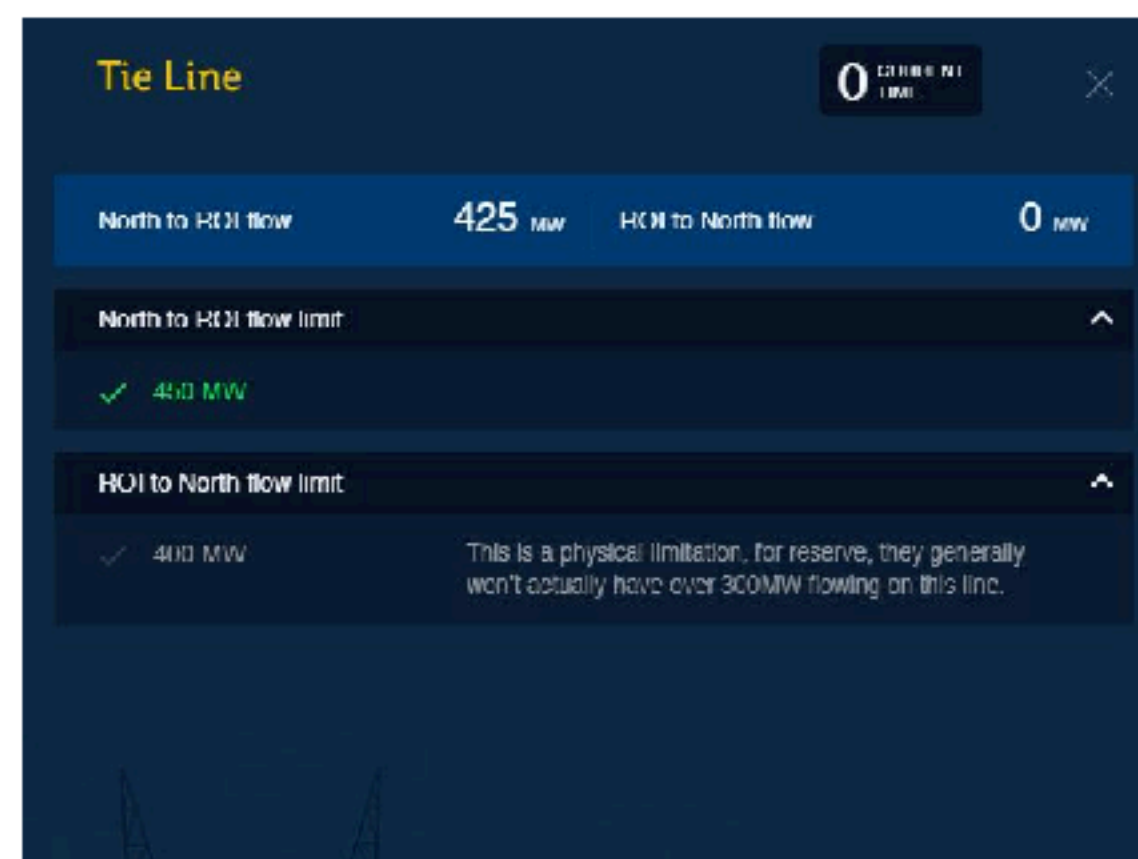 Tie Line
0 CURRENT
North to ROI flow 425 MW ROI to North flow 0 MW
North to ROI flow limit
450 MW
ROI to North flow limit
400 MW
This is a physical limitation, for reserve, they generally
won't actually have over 300MW flowing on this line.